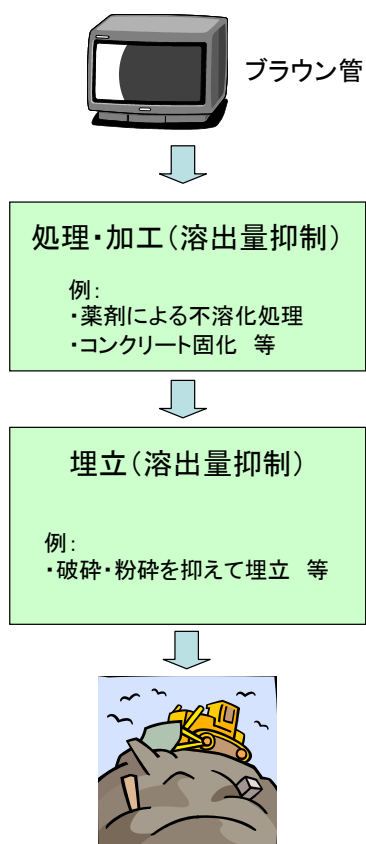 ブラウン管
処理・加工（溶出量抑制）
例：
・薬剤による不溶化処理
・コンクリート固化　等
埋立（溶出量抑制）
例：
・破砕・粉砕を抑えて埋立　等